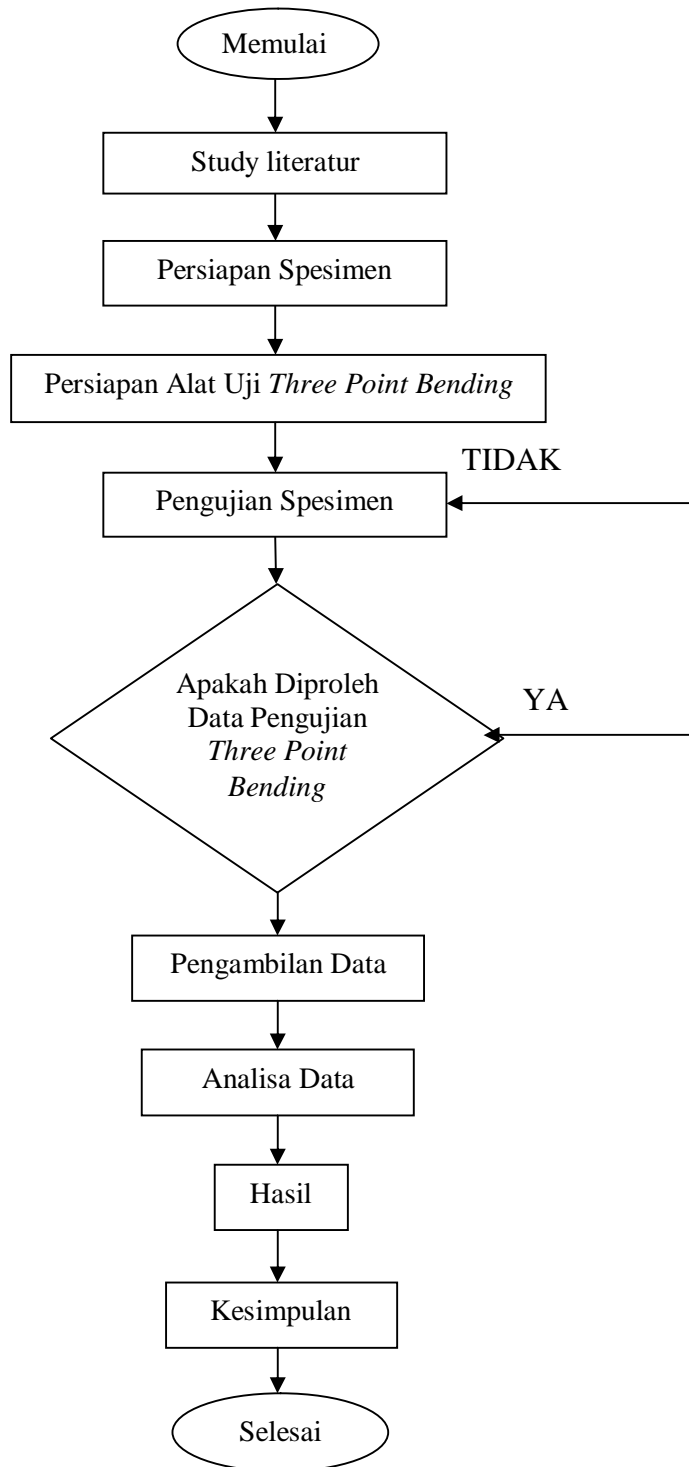 Memulai
Study literatur
Persiapan Spesimen
Persiapan Alat Uji Three Point Bending
TIDAK
Pengujian Spesimen
Apakah Diproleh
Data Pengujian
Three Point
Bending
YA
Pengambilan Data
Analisa Data
Hasil
Kesimpulan
Selesai